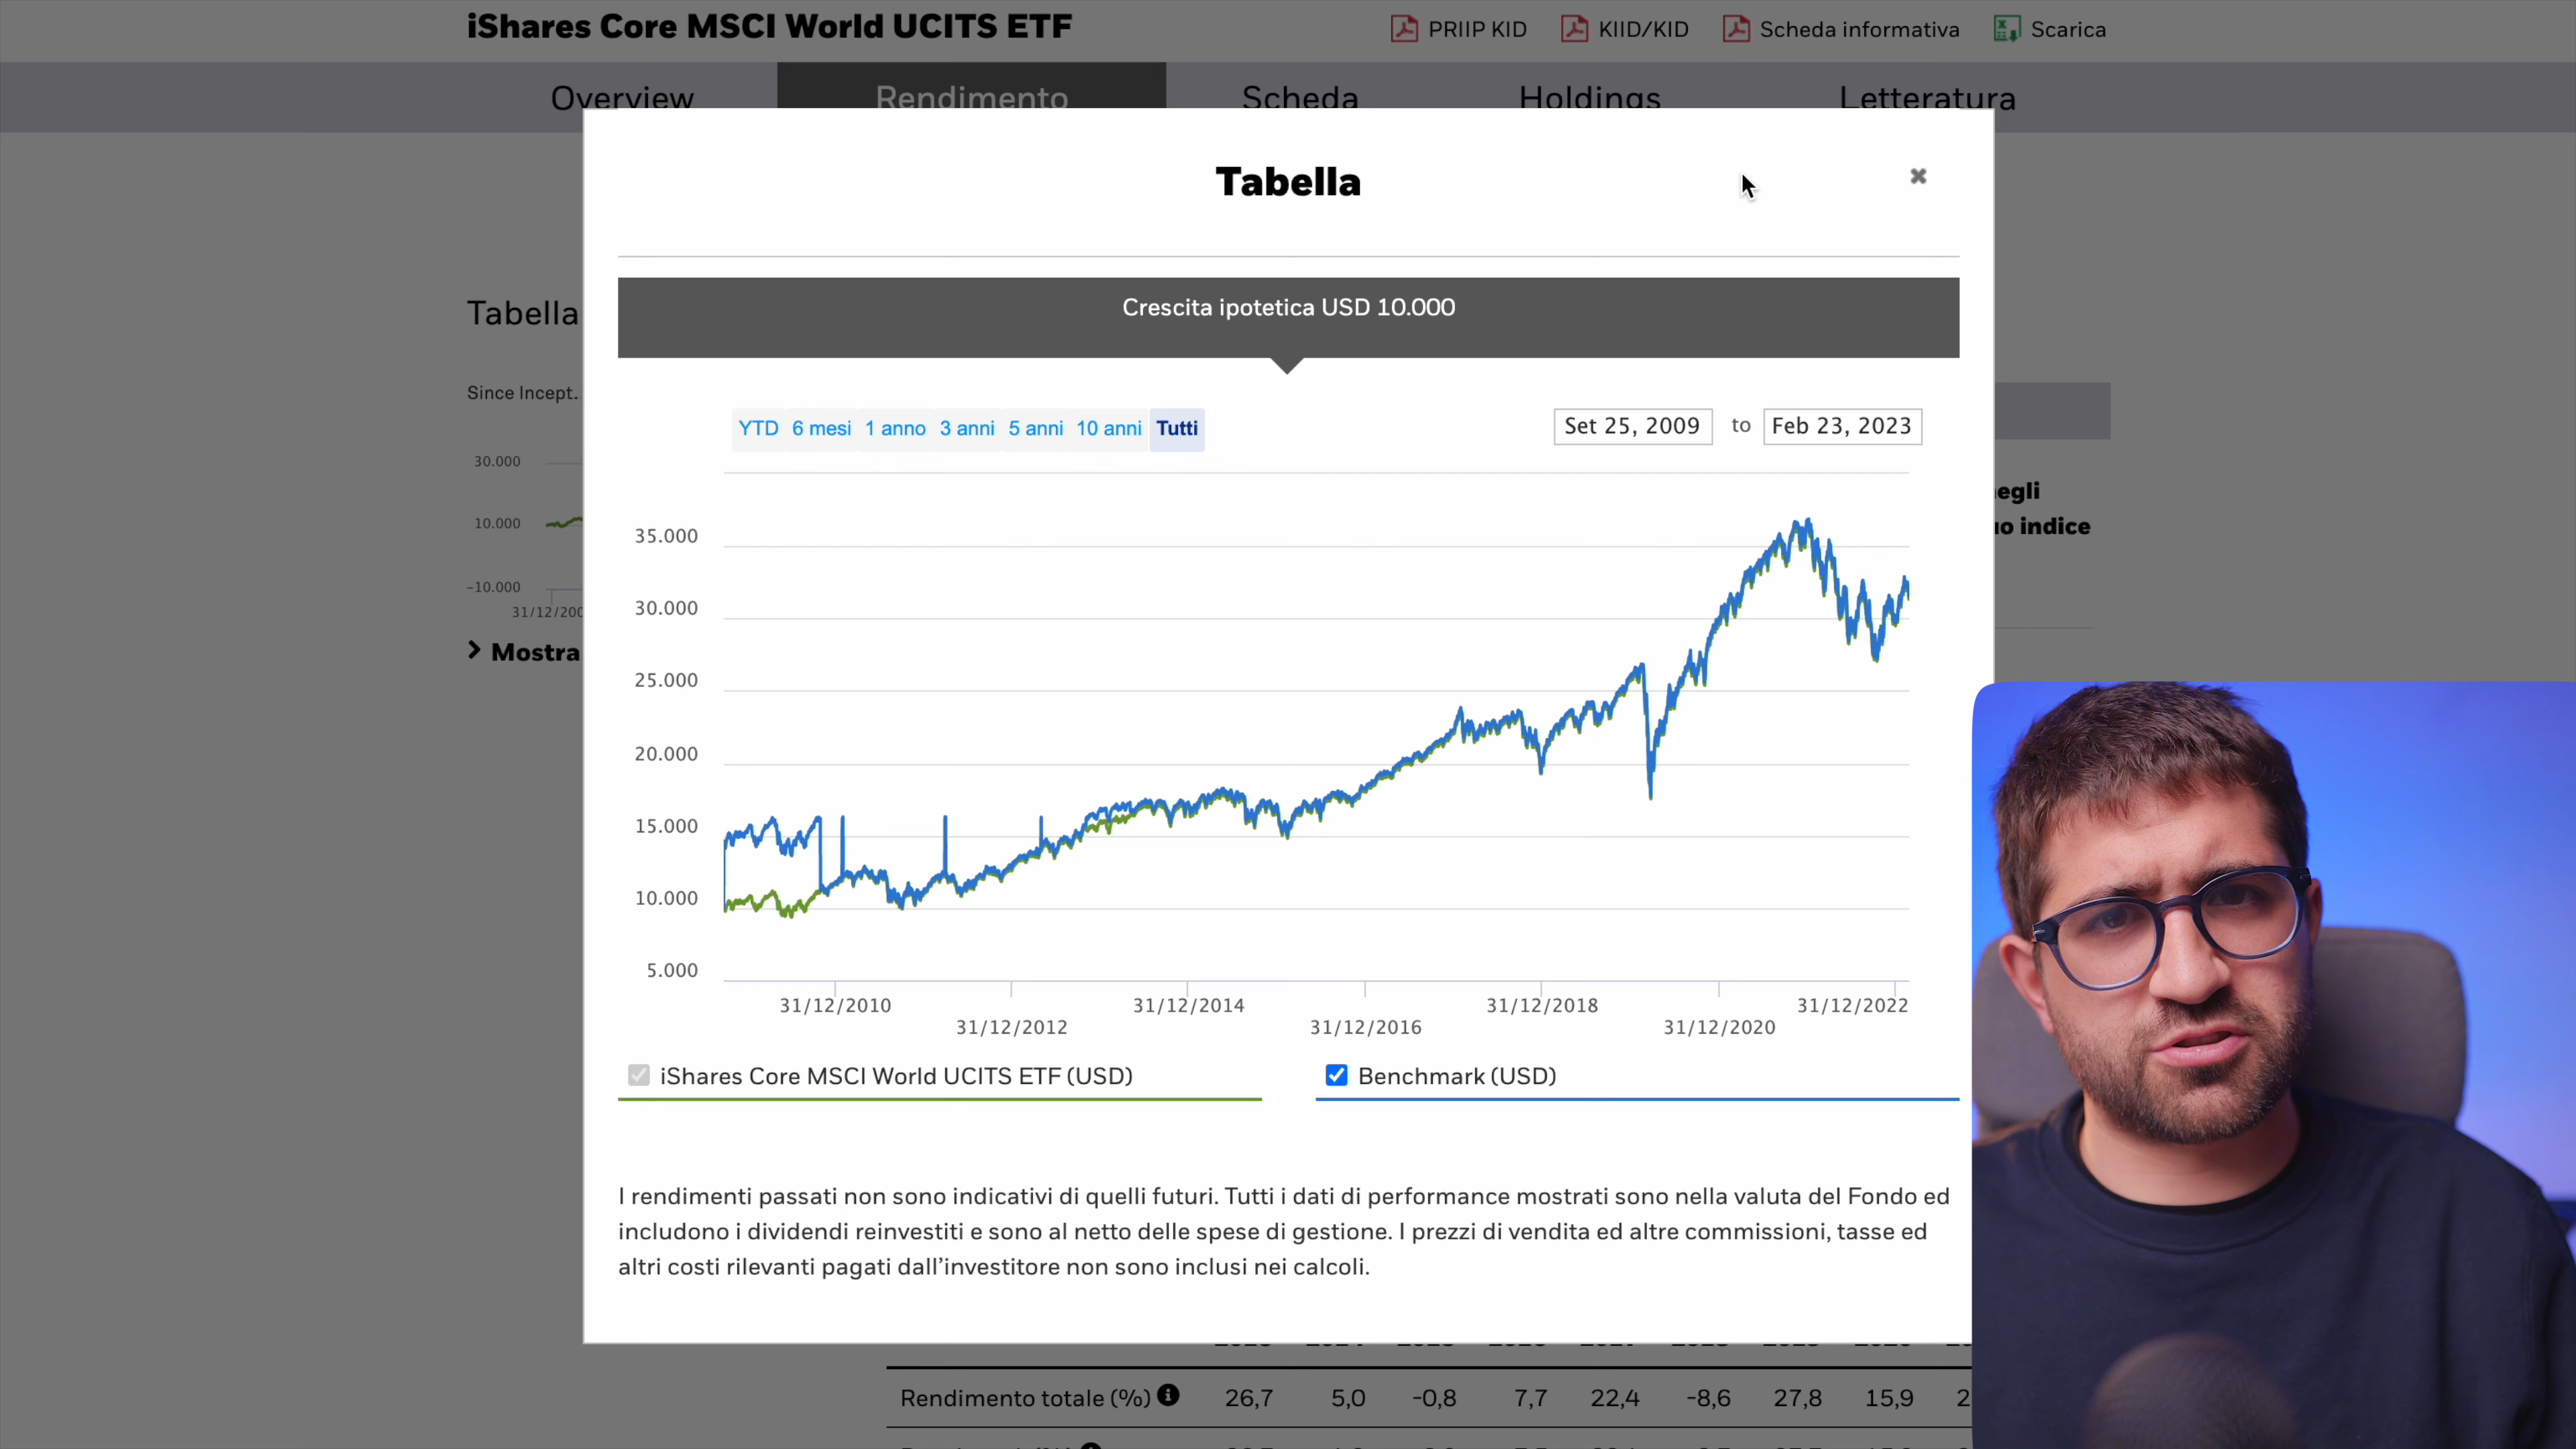 iShares Core MSCI World UCITS ETF
PRIIP KID
KIID/KID
Scheda informativa
Scarica
Overview
Rendimento
Scheda
Holdings
Letteratura
Tabella
Crescita ipotetica USD 10.000
Tabella
Since Incept.
YTD 6 mesi 1 anno 3 anni 5 anni 10 anni Tutti
Set 25, 2009 to Feb 23, 2023
30.000
10.000
-10.000
31/12/200
Mostra
egli
uo indice
35.000
30.000
25.000
20.000
15.000
10.000
5.000
31/12/2010
31/12/2012
31/12/2014
31/12/2016
31/12/2018
31/12/2020
31/12/2022
iShares Core MSCI World UCITS ETF (USD)
Benchmark (USD)
I rendimenti passati non sono indicativi di quelli futuri. Tutti i dati di performance mostrati sono nella valuta del Fondo ed
includono i dividendi reinvestiti e sono al netto delle spese di gestione. I prezzi di vendita ed altre commissioni, tasse ed
altri costi rilevanti pagati dall’investitore non sono inclusi nei calcoli.
Rendimento totale (%) 26,7 5,0 -0,8 7,7 22,4 -8,6 27,8 15,9 2